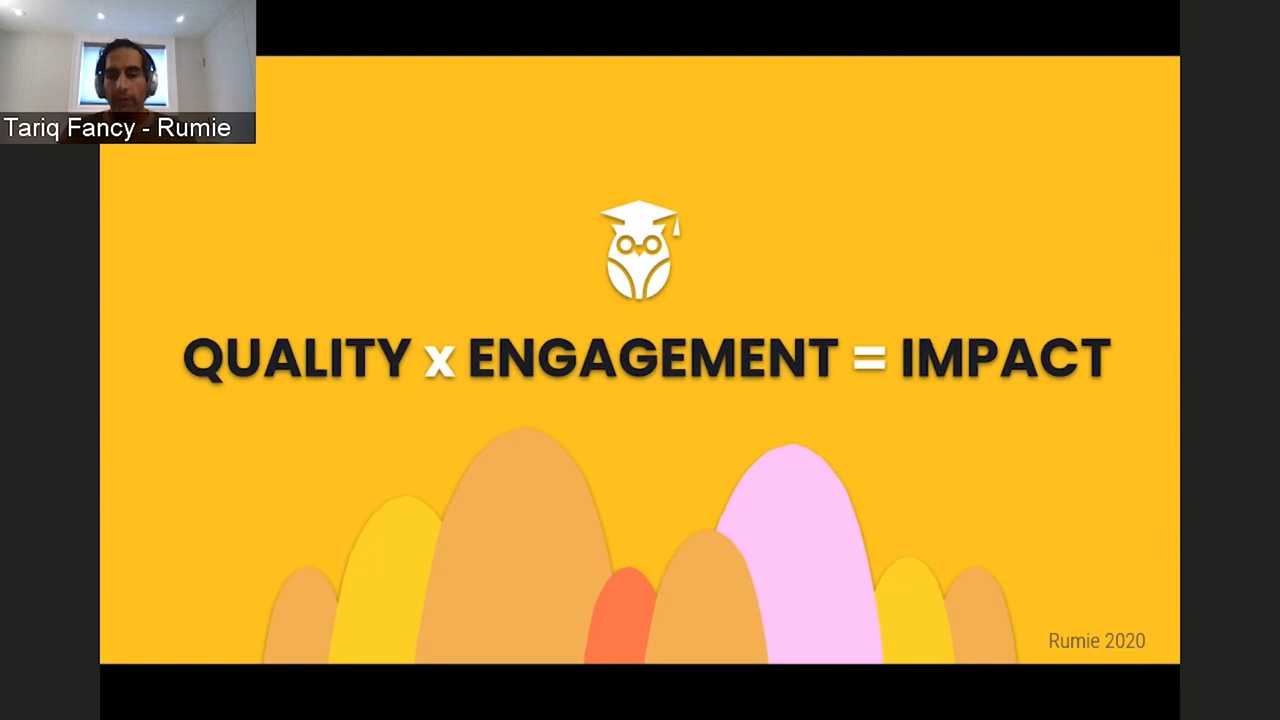 Tariq Fancy - Rumie
QUALITY x ENGAGEMENT = IMPACT
Rumie 2020